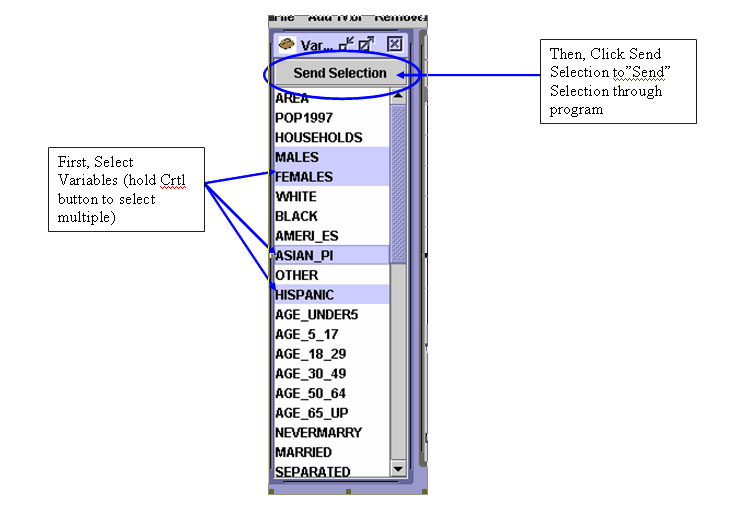 File Add Tool Remove
Var...
Send Selection
AREA
POP1997
HOUSEHOLDS
MALES
FEMALES
WHITE
BLACK
AMERI_ES
ASIAN_PI
OTHER
HISPANIC
AGE_UNDER5
AGE_5_17
AGE_18_29
AGE_30_49
AGE_50_64
AGE_65_UP
NEVERMARRY
MARRIED
SEPARATED
First, Select
Variables (hold Crtl
button to select
multiple)
Then, Click Send
Selection to”Send”
Selection through
program